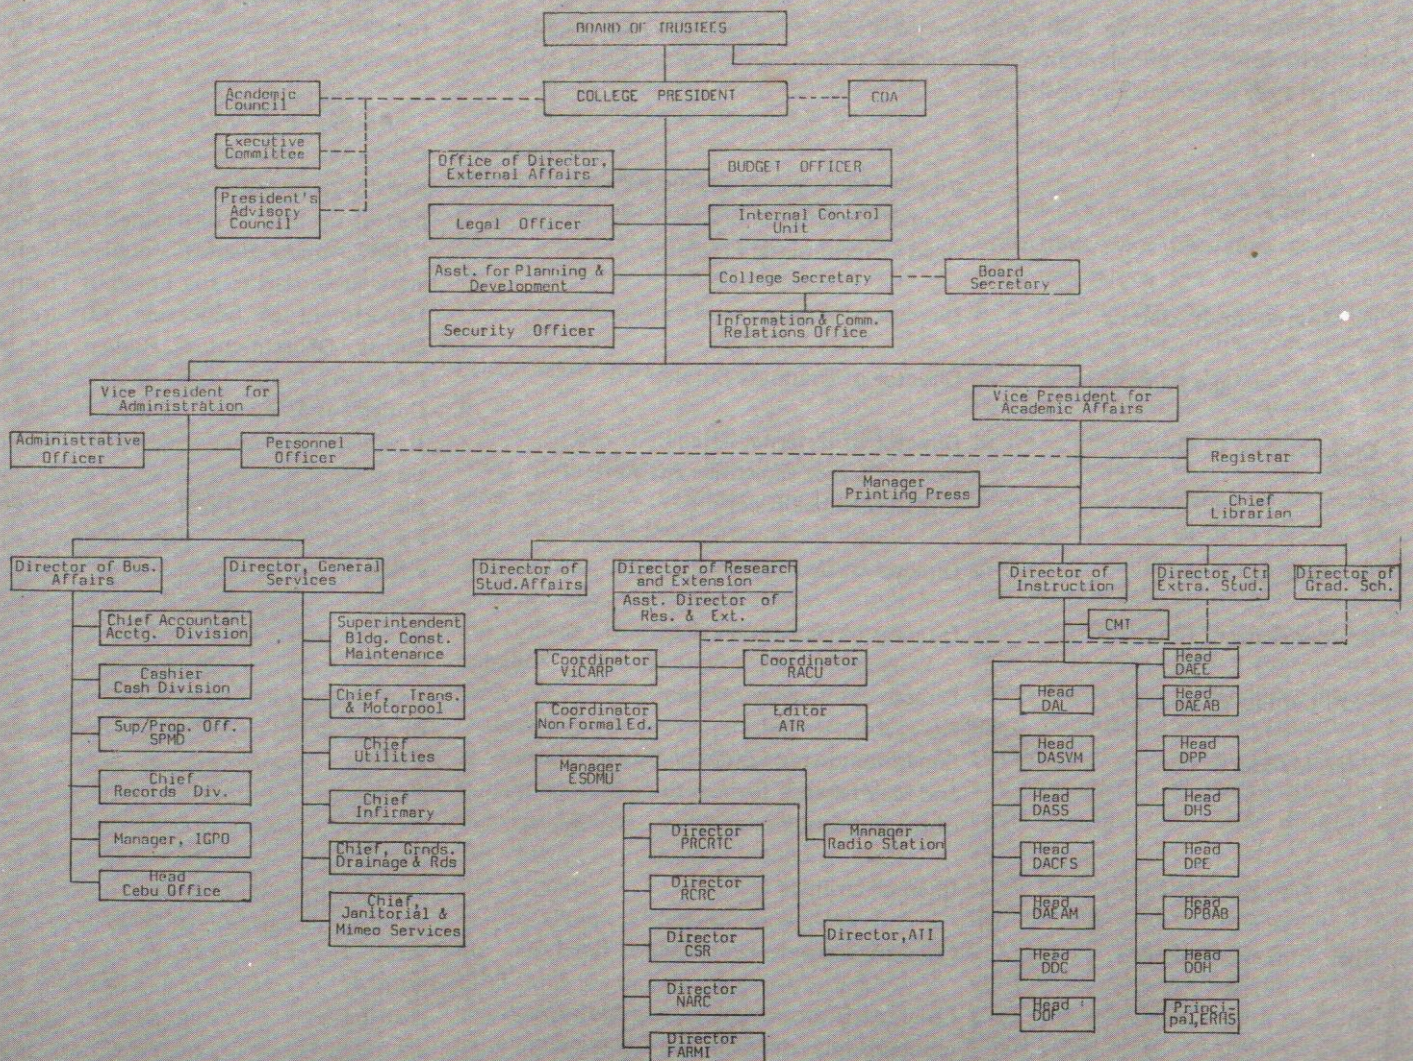 BOARD OF TRUSTEES
Academic
Council
COLLEGE PRESIDENT
COA
Executive
Committee
Office of Director,
External Affairs
BUDGET OFFICER
President's
Advisory
Council
Legal Officer
Internal Control
Unit
Asst. for Planning &
Development
College Secretary
Board
Secretary
Security Officer
Information & Comm.
Relations Office
Vice President for
Administration
Vice President for
Academic Affairs
Administrative
Officer
Personnel
Officer
Registrar
Manager
Printing Press
Chief
Librarian
Director of Bus.
Affairs
Director, General
Services
Director of
Stud.Affairs
Director of Research
and Extension
Asst. Director of
Res. & Ext.
Director of
Instruction
Director, Ctr
Extra. Stud.
Director of
Grad. Sch.
Chief Accountant
Acctg. Division
Cashier
Cash Division
Sup/Prop. Off.
SPMD
Chief
Records Div.
Manager, IGPO
Head
Cebu Office
Superintendent
Bldg. Const.
Maintenance
Chief, Trans.
& Motorpool
Chief
Utilities
Chief
Infirmary
Chief, Grnds.
Drainage & Rds
Chief,
Janitorial &
Mimeo Services
Coordinator
ViCARP
Coordinator
RACU
Coordinator
Non Formal Ed.
Editor
ATR
Manager
ESDMU
Manager
Radio Station
Director
PRCRTC
Director
RCRC
Director
CSR
Director
NARC
Director
FARMI
Director,ATI
CMT
Head
DAL
Head
DASVM
Head
DASS
Head
DACFS
Head
DAEAM
Head
DDC
Head
DOF
Head
DAEE
Head
DAEAB
Head
DPP
Head
DHS
Head
DPE
Head
DPBAB
Head
DOH
Princi-
pal,ERHS